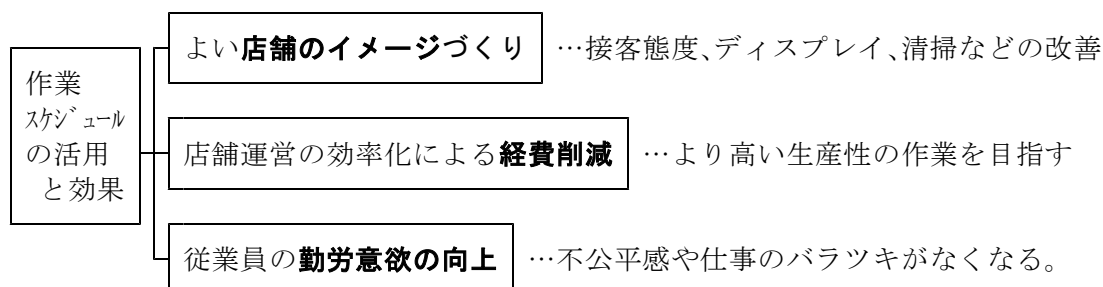 作業
ｽｹｼﾞｭｰﾙ
の活用
と効果
よい店舗のイメージづくり …接客態度、ディスプレイ、清掃などの改善
店舗運営の効率化による経費削減 …より高い生産性の作業を目指す
従業員の勤労意欲の向上 …不公平感や仕事のバラツキがなくなる。